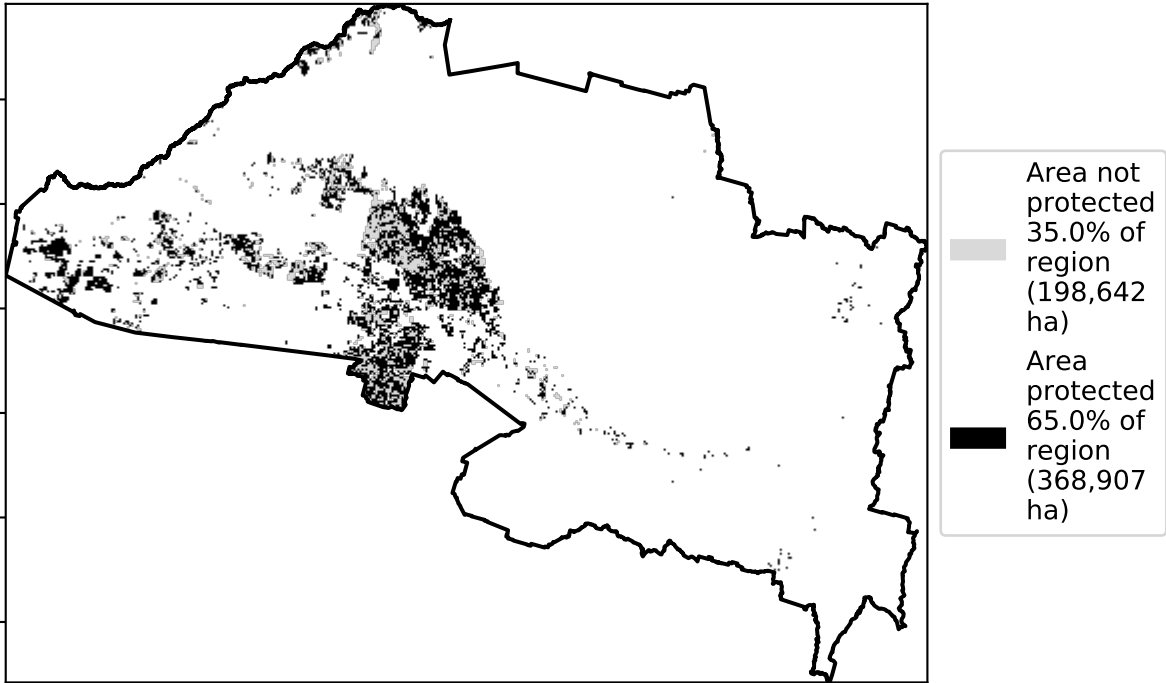 Area not
protected
35.0% of
region
(198,642
ha)
Area
protected
65.0% of
region
(368,907
ha)